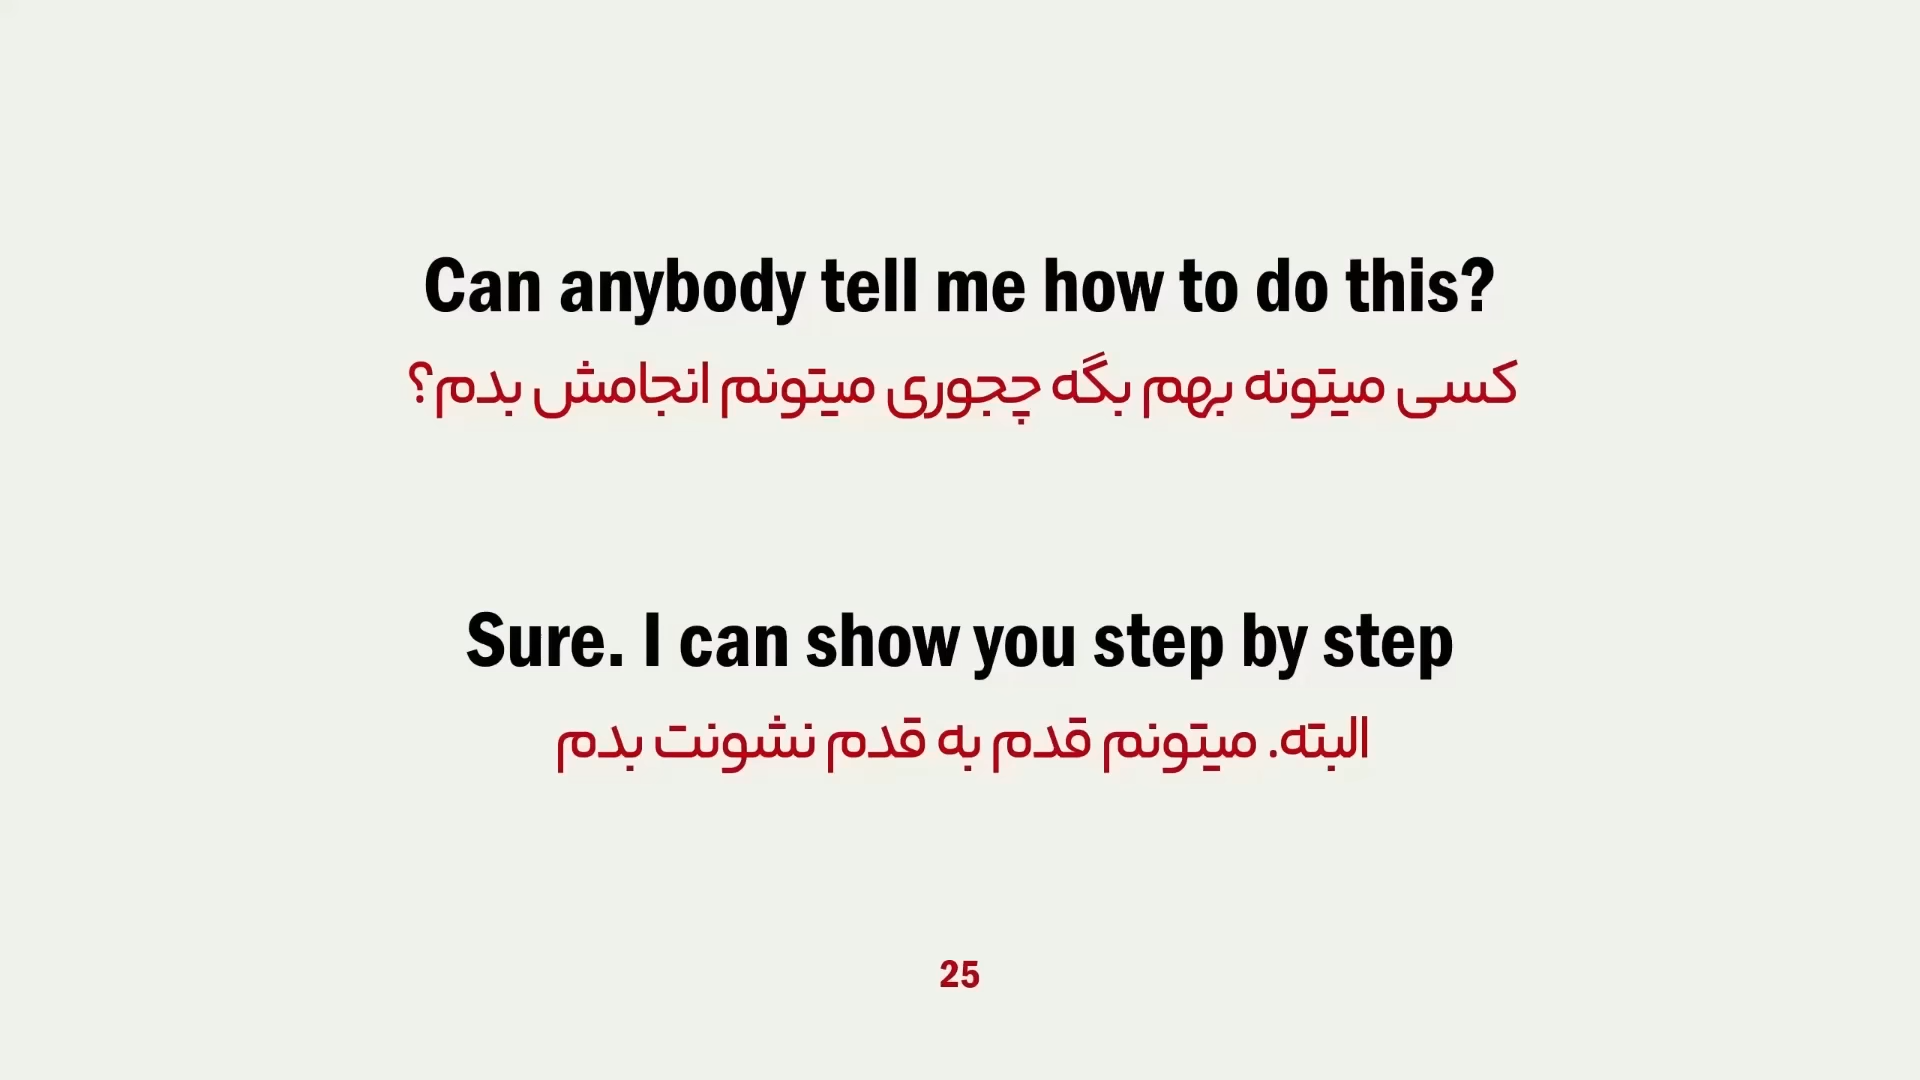 Can anybody tell me how to do this?
کسی میتونه بهم بگه چجوری میتونم انجامش بدم؟
Sure. I can show you step by step
البته. میتونم قدم به قدم نشونت بدم
25